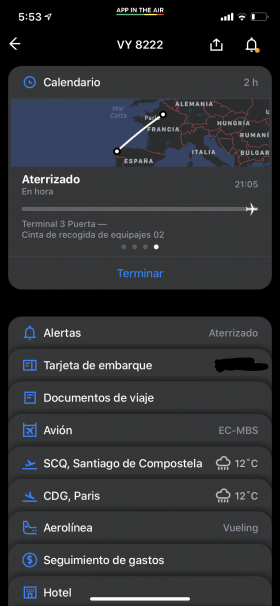 5:53
APP IN THE AIR
VY 8222
Calendario 2 h
Mar Celta
ALEMANIA
París
FRANCIA
HUNGRÍA
RUMANÍ
ITALIA
BULGAR
ESPAÑA
U
Aterrizado
En hora 21:05
Terminal 3 Puerta —
Cinta de recogida de equipajes 02
Terminar
Alertas Aterrizado
Tarjeta de embarque
Documentos de viaje
Avión EC-MBS
SCQ, Santiago de Compostela 12˚C
CDG, Paris 12˚C
Aerolínea Vueling
Seguimiento de gastos
Hotel